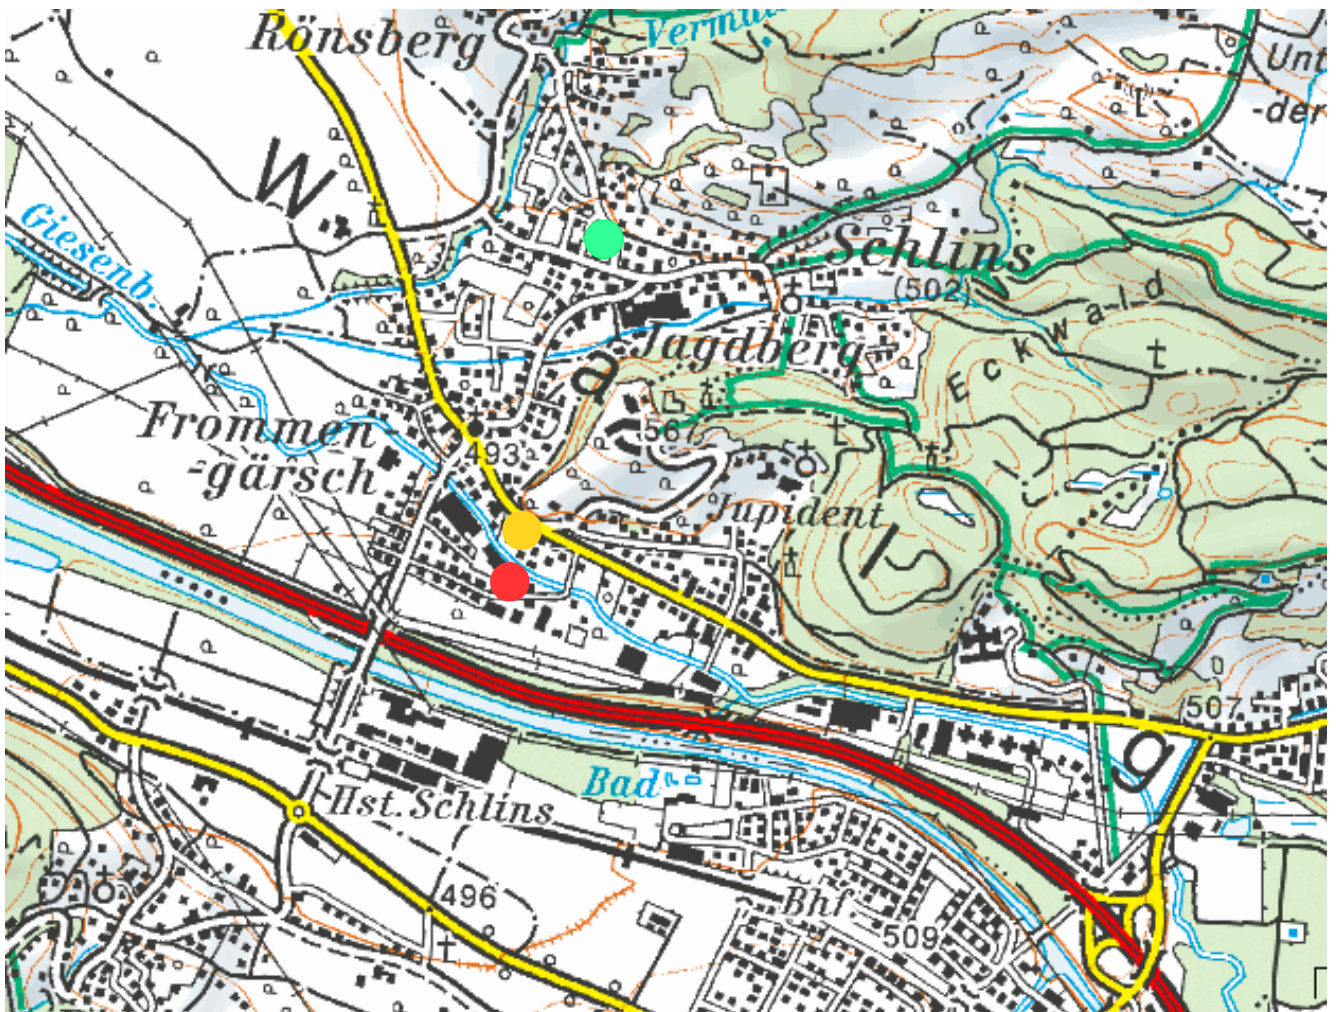 Rönsberg
Vermül
Unt
-der
W
Giesenb.
Schlins
(502)
a
Jagdberg
Eckwald
567
Frommen
-gärsch
493
Jupident
l
H
507
g
Bad
Hst. Schlins
496
Bhf
509